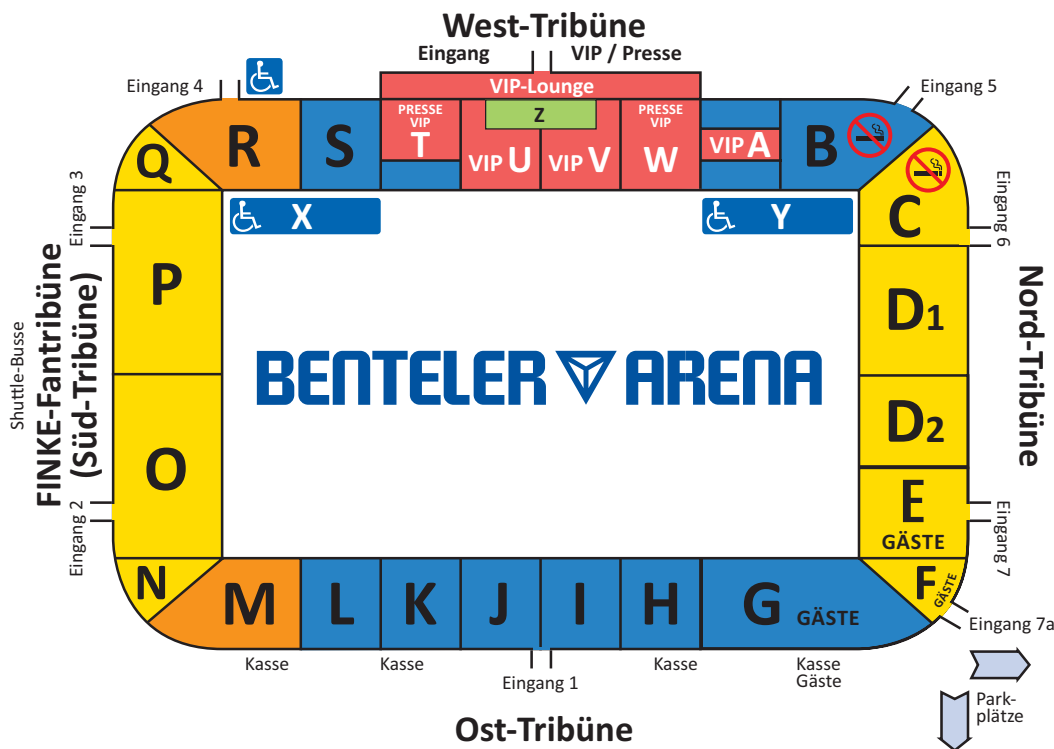 West-Tribüne
Eingang VIP / Presse
Eingang 4
VIP-Lounge
Eingang 5
R
S
PRESSE
VIP
T
VIP U
Z
VIP V
PRESSE
VIP
W
VIP A
B
Q
C
X
Y
Eingang 3
Eingang 6
P
D1
Shuttle-Busse
FINKE-Fantribüne
(Süd-Tribüne)
BENTELER ARENA
Nord-Tribüne
O
D2
E
GÄSTE
Eingang 2
Eingang 7
N
M
L
K
J
I
H
G GÄSTE
F
GÄSTE
Eingang 7a
Kasse
Kasse
Eingang 1
Kasse
Kasse
Gäste
Park-
plätze
Ost-Tribüne